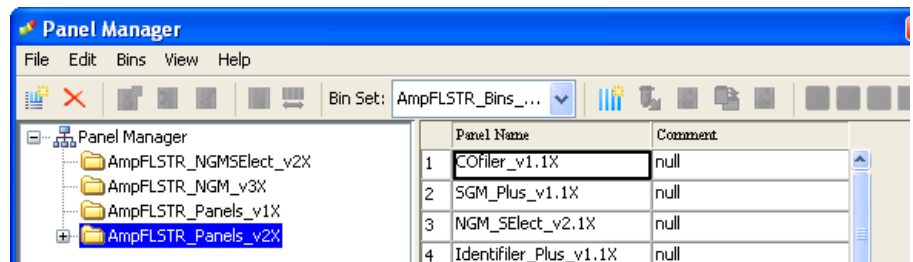 Panel Manager
File Edit Bins View Help
Bin Set: AmpFLSTR_Bins_...
Panel Manager
AmpFLSTR_NGMSElect_v2X
AmpFLSTR_NGM_v3X
AmpFLSTR_Panels_v1X
AmpFLSTR_Panels_v2X
Panel Name Comment
1 COfiler_v1.1X null
2 SGM_Plus_v1.1X null
3 NGM_SElect_v2.1X null
4 Identifiler_Plus_v1.1X null